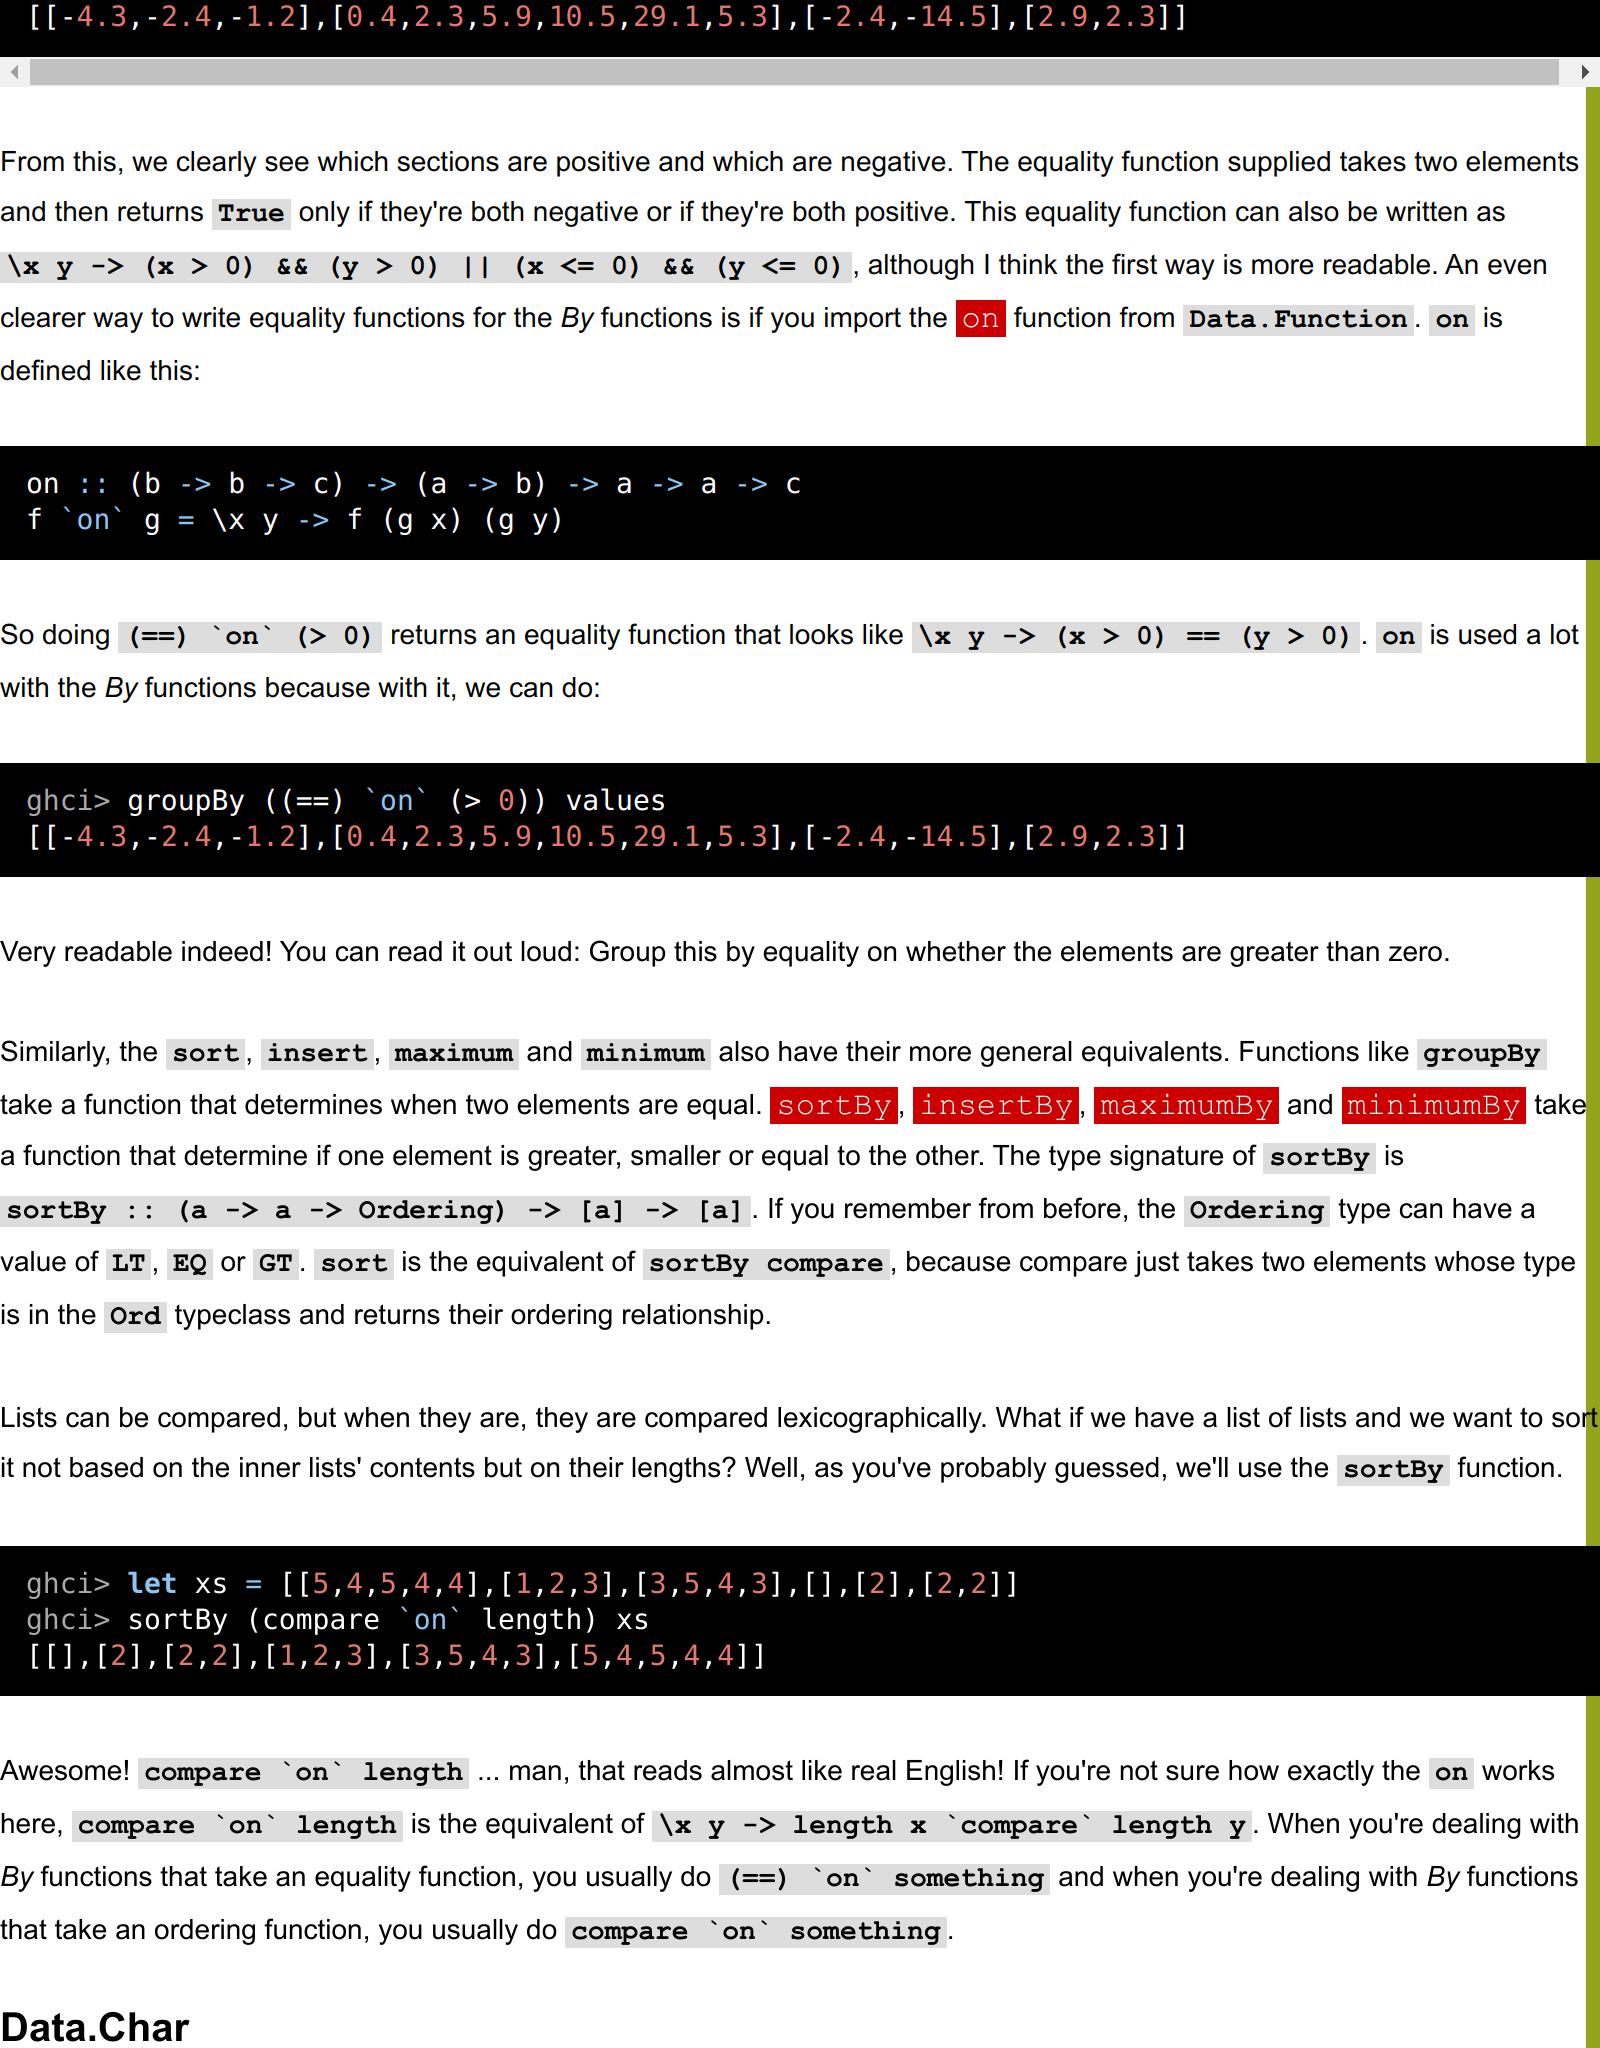 [[-4.3,-2.4,-1.2],[0.4,2.3,5.9,10.5,29.1,5.3],[-2.4,-14.5],[2.9,2.3]]
From this, we clearly see which sections are positive and which are negative. The equality function supplied takes two elements
and then returns True only if they're both negative or if they're both positive. This equality function can also be written as
\x y -> (x > 0) && (y > 0) || (x <= 0) && (y <= 0), although I think the first way is more readable. An even
clearer way to write equality functions for the By functions is if you import the on function from Data.Function. on is
defined like this:
on :: (b -> b -> c) -> (a -> b) -> a -> a -> c
f `on` g = \x y -> f (g x) (g y)
So doing (==) `on` (> 0) returns an equality function that looks like \x y -> (x > 0) == (y > 0). on is used a lot
with the By functions because with it, we can do:
ghci> groupBy ((==) `on` (> 0)) values
[[-4.3,-2.4,-1.2],[0.4,2.3,5.9,10.5,29.1,5.3],[-2.4,-14.5],[2.9,2.3]]
Very readable indeed! You can read it out loud: Group this by equality on whether the elements are greater than zero.
Similarly, the sort, insert, maximum and minimum also have their more general equivalents. Functions like groupBy
take a function that determines when two elements are equal. sortBy, insertBy, maximumBy and minimumBy take
a function that determine if one element is greater, smaller or equal to the other. The type signature of sortBy is
sortBy :: (a -> a -> Ordering) -> [a] -> [a]. If you remember from before, the Ordering type can have a
value of LT, EQ or GT. sort is the equivalent of sortBy compare, because compare just takes two elements whose type
is in the Ord typeclass and returns their ordering relationship.
Lists can be compared, but when they are, they are compared lexicographically. What if we have a list of lists and we want to sort
it not based on the inner lists' contents but on their lengths? Well, as you've probably guessed, we'll use the sortBy function.
ghci> let xs = [[5,4,5,4,4],[1,2,3],[3,5,4,3],[],[2],[2,2]]
ghci> sortBy (compare `on` length) xs
[[],[2],[2,2],[1,2,3],[3,5,4,3],[5,4,5,4,4]]
Awesome! compare `on` length ... man, that reads almost like real English! If you're not sure how exactly the on works
here, compare `on` length is the equivalent of \x y -> length x `compare` length y. When you're dealing with
By functions that take an equality function, you usually do (==) `on` something and when you're dealing with By functions
that take an ordering function, you usually do compare `on` something.
Data.Char